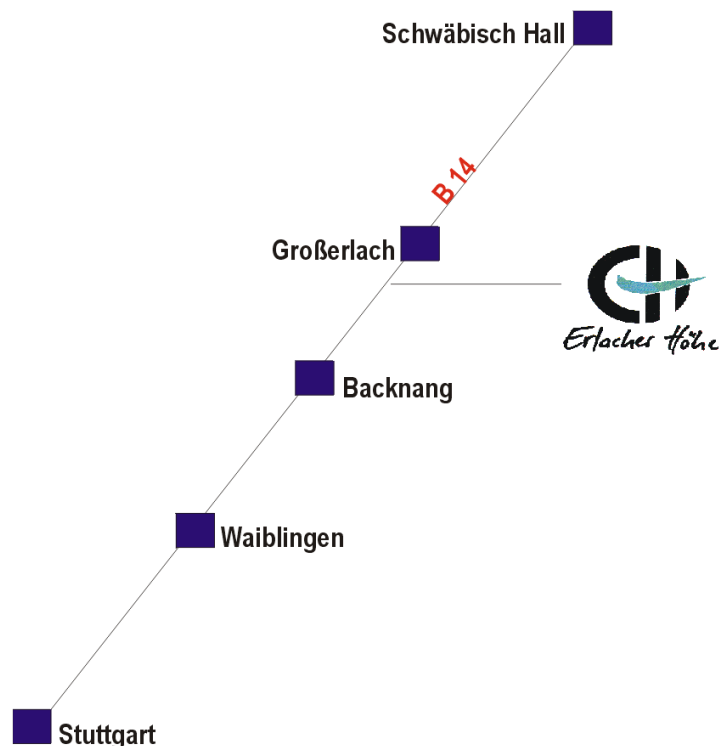 Schwäbisch Hall
B 14
Großerlach
Erlacher Höhe
Backnang
Waiblingen
Stuttgart